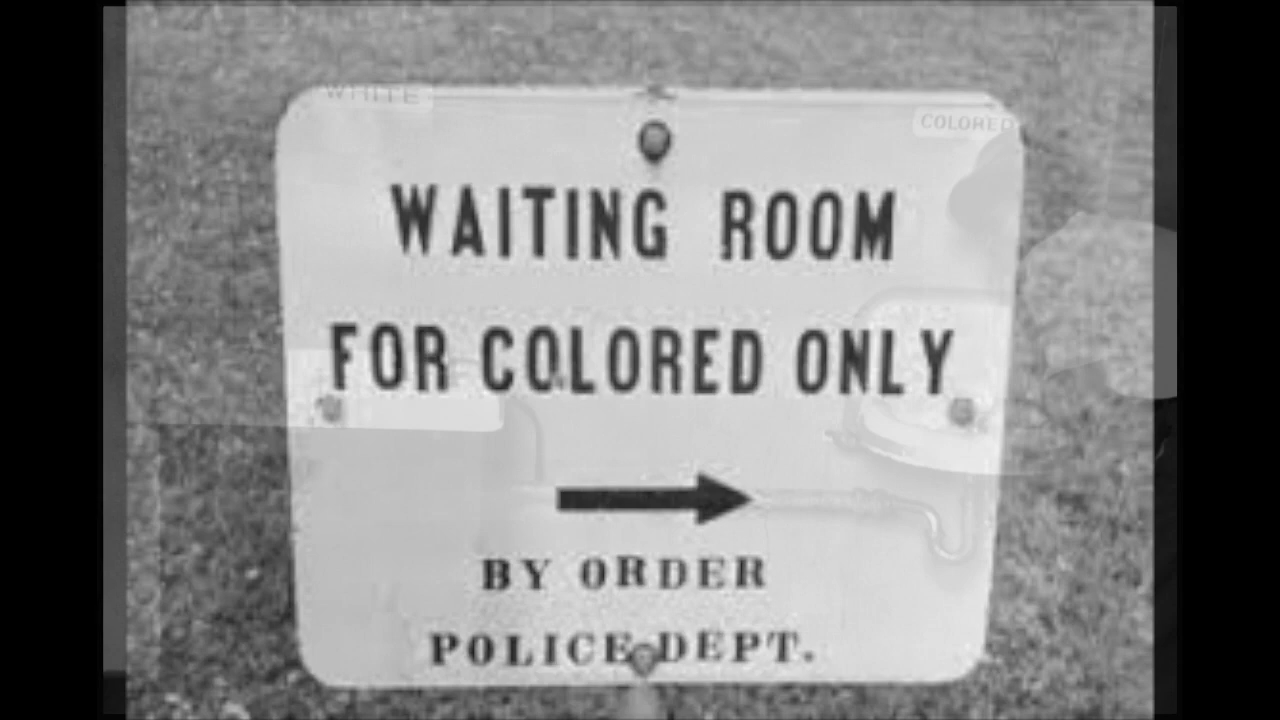 WHITE
COLORED
WAITING ROOM
FOR COLORED ONLY
BY ORDER
POLICE DEPT.